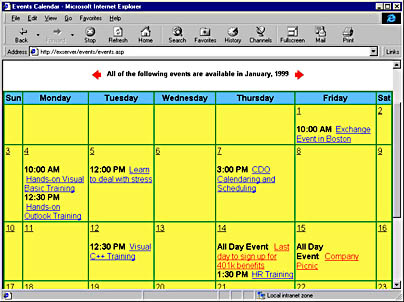 Events Calendar - Microsoft Internet Explorer
File Edit View Go Favorites Help
Back Forward Stop Refresh Home Search Favorites History Channels Fullscreen Mail Print
Address http://exserver/events/events.asp Links
All of the following events are available in January, 1999
Sun Monday Tuesday Wednesday Thursday Friday Sat
1 2
10:00 AM Exchange
Event in Boston
3 4 5 6 7 8 9
10:00 AM
Hands-on Visual
Basic Training
12:30 PM
Hands-on
Outlook Training
12:00 PM Learn
to deal with stress
3:00 PM CDO
Calendaring and
Scheduling
10 11 12 13 14 15 16
12:30 PM Visual
C++ Training
All Day Event Last
day to sign up for
401k benefits
1:30 PM HR Training
All Day
Event Company
Picnic
17 18 19 20 21 22 23
Local intranet zone